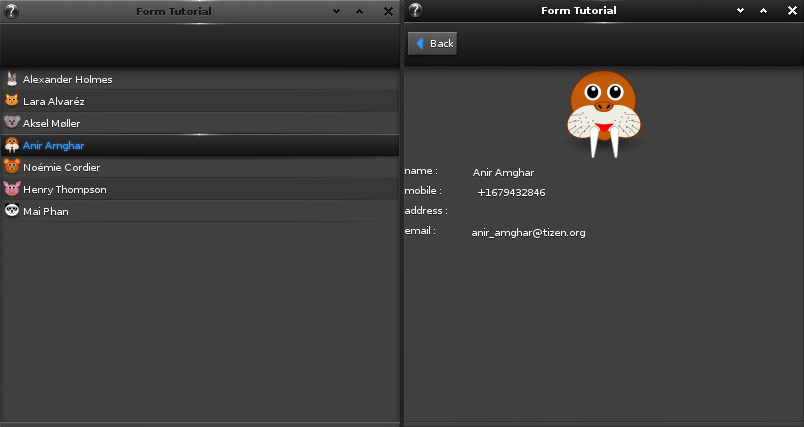 Form Tutorial
Alexander Holmes
Lara Alvaréz
Aksel Møller
Anir Amghar
Noémie Cordier
Henry Thompson
Mai Phan
Form Tutorial
Back
name : Anir Amghar
mobile : +1679432846
address :
email : anir_amghar@tizen.org